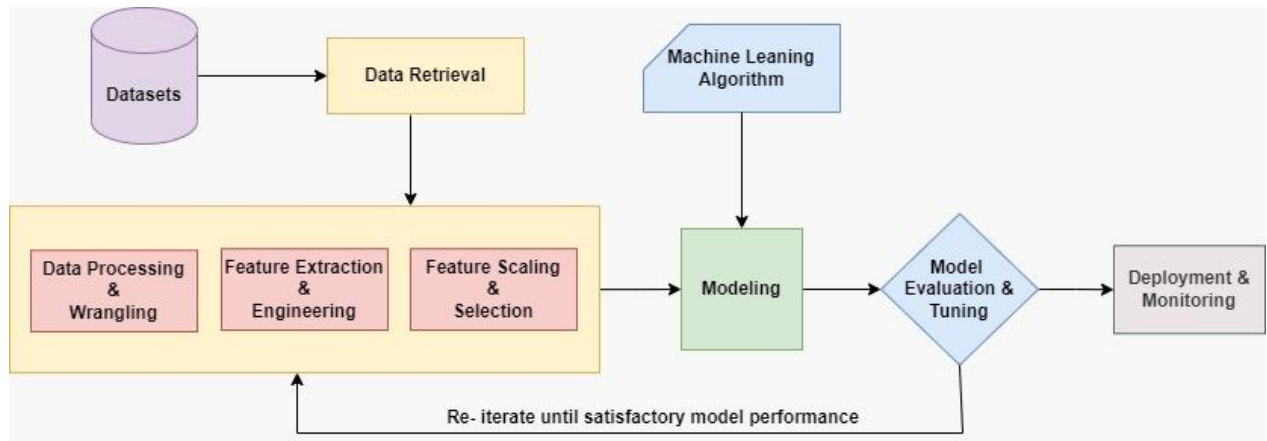 Datasets
Data Retrieval
Machine Leaning
Algorithm
Data Processing
&
Wrangling
Feature Extraction
&
Engineering
Feature Scaling
&
Selection
Modeling
Model
Evaluation &
Tuning
Deployment &
Monitoring
Re- iterate until satisfactory model performance